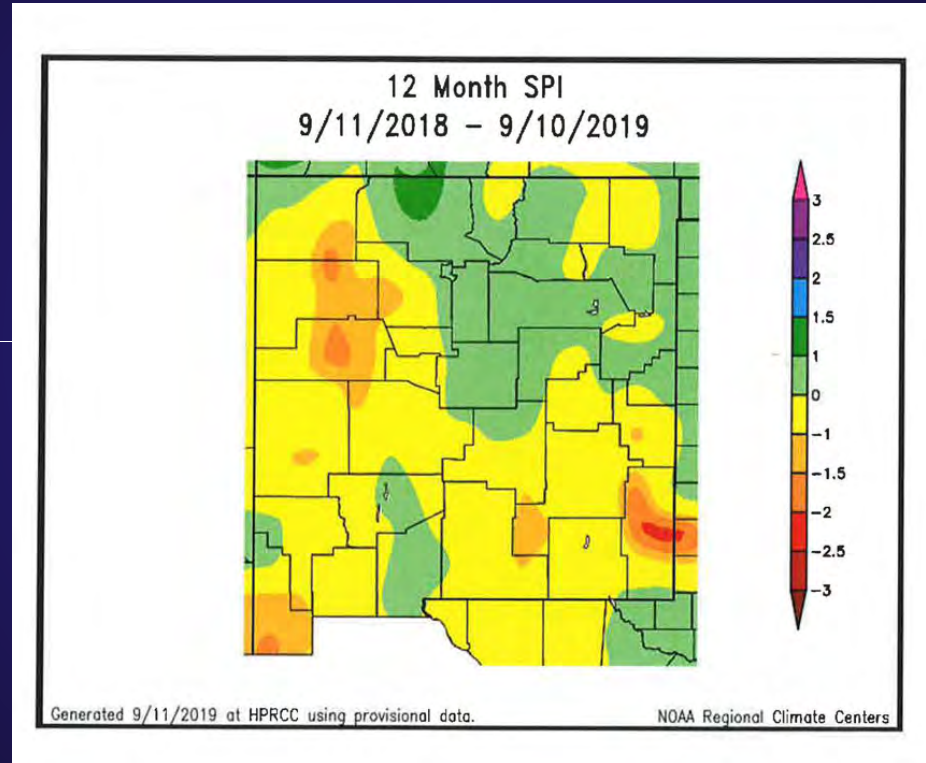 12 Month SPI
9/11/2018 - 9/10/2019
3
2.5
2
1.5
1
0
-1
-1.5
-2
-2.5
-3
Generated 9/11/2019 at HPRCC using provisional data.
NOAA Regional Climate Centers